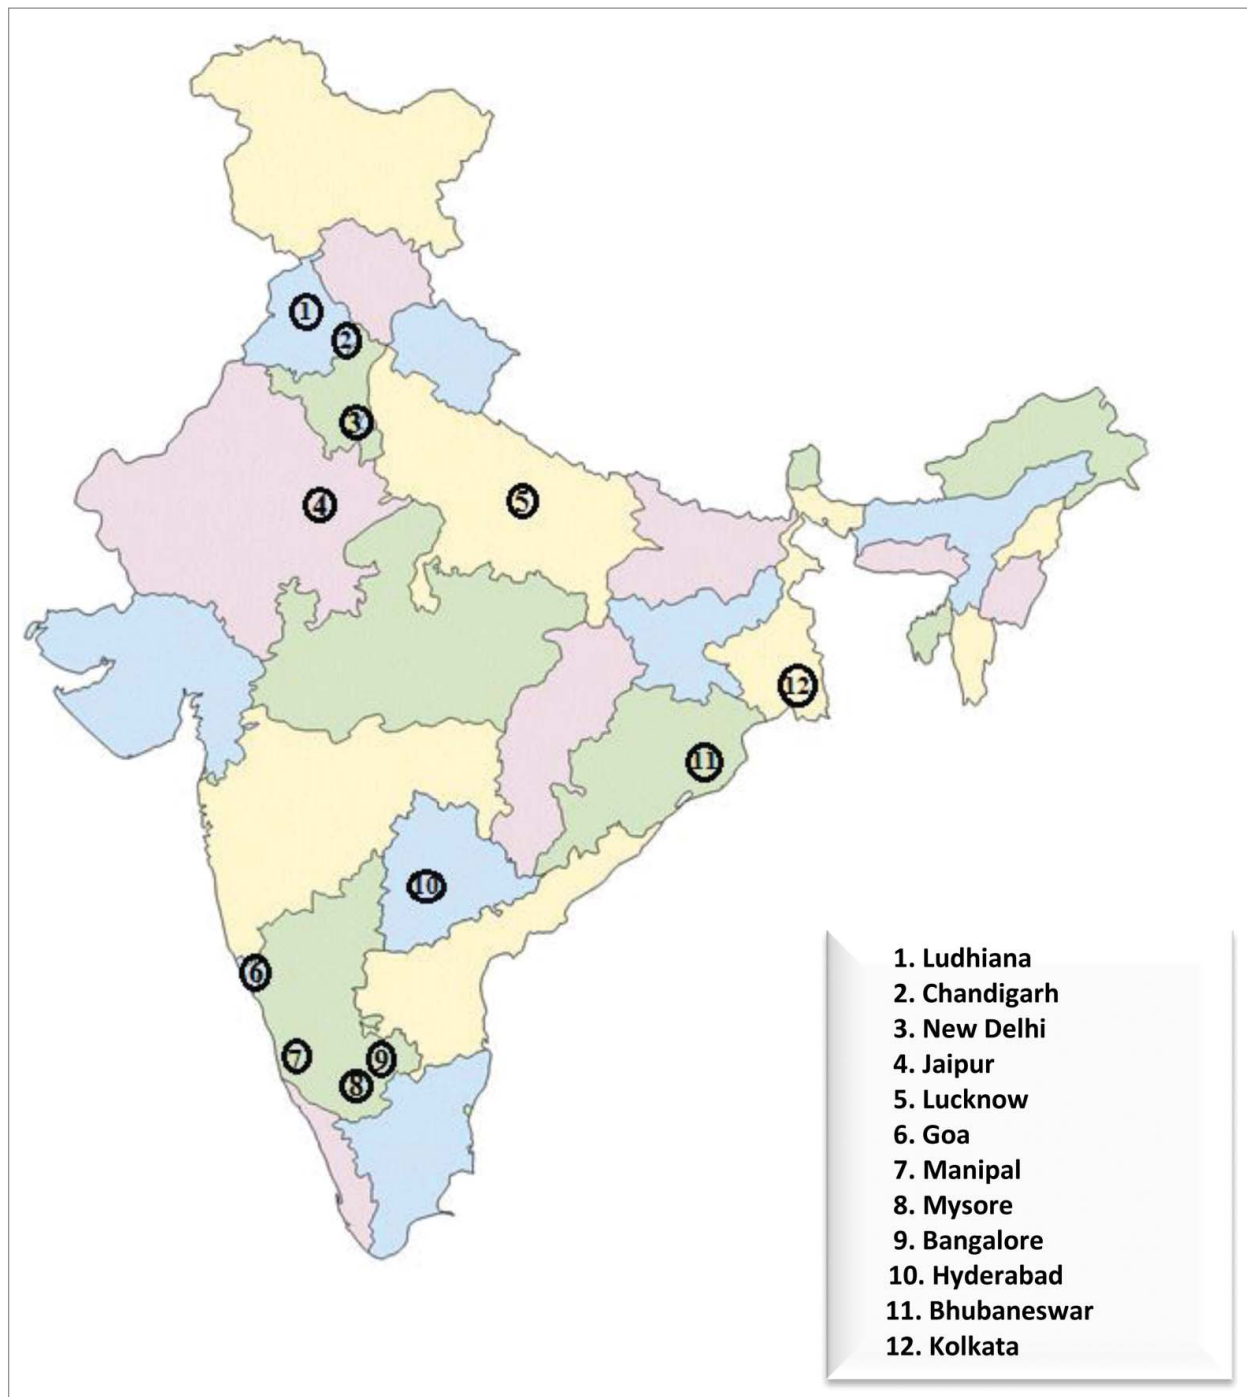 1
2
3
4
5
6
7
8
9
10
11
12
1. Ludhiana
2. Chandigarh
3. New Delhi
4. Jaipur
5. Lucknow
6. Goa
7. Manipal
8. Mysore
9. Bangalore
10. Hyderabad
11. Bhubaneswar
12. Kolkata